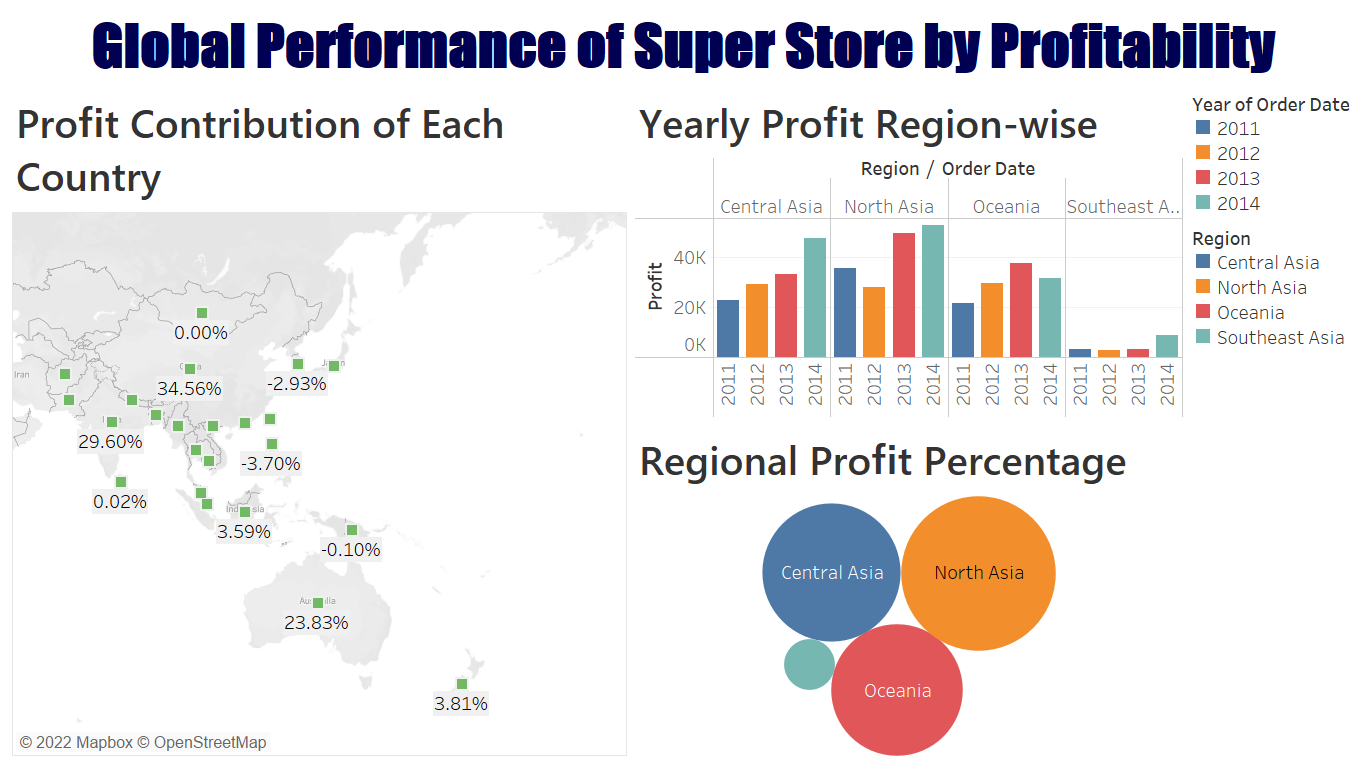 Global Performance of Super Store by Profitability
Profit Contribution of Each
Country
0.00%
Iran
34.56%
-2.93%
29.60%
-3.70%
0.02%
3.59%
-0.10%
23.83%
3.81%
© 2022 Mapbox © OpenStreetMap
Yearly Profit Region-wise
Region / Order Date
Central Asia
North Asia
Oceania
Southeast A..
Profit
40K
20K
0K
2011
2012
2013
2014
2011
2012
2013
2014
2011
2012
2013
2014
2011
2012
2013
2014
Year of Order Date
2011
2012
2013
2014
Region
Central Asia
North Asia
Oceania
Southeast Asia
Regional Profit Percentage
Central Asia
North Asia
Oceania